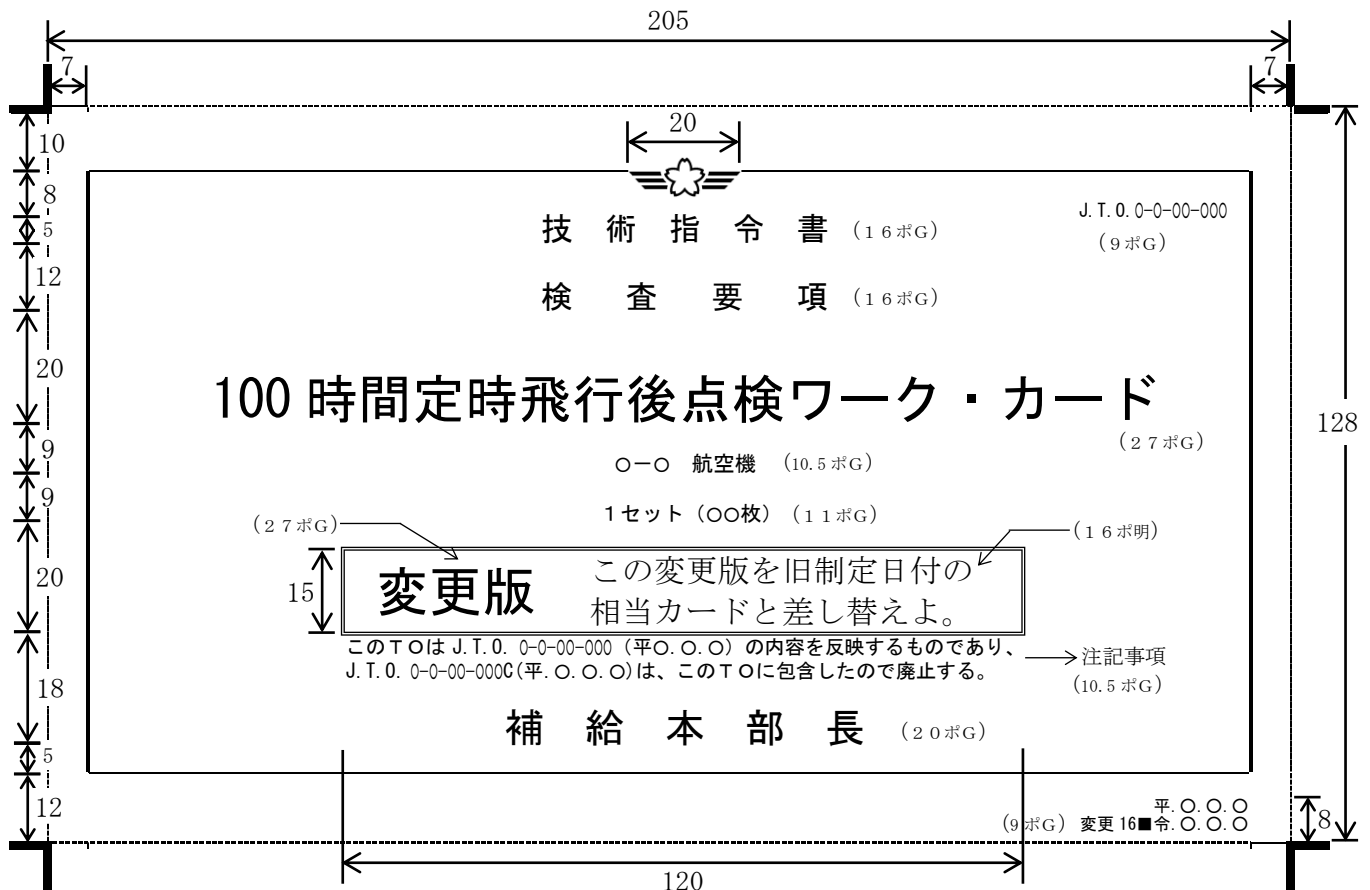 205
7
7
20
10
8
5
12
20
9
9
20
18
5
12
J.T.O.0-0-00-000
(9ポG)
技 術 指 令 書 (16ポG)
検 査 要 項 (16ポG)
100 時間定時飛行後点検ワーク・カード
(27ポG)
128
○-○ 航空機 (10.5ポG)
1セット(○○枚) (11ポG)
(27ポG)
(16ポ明)
15
変更版
この変更版を旧制定日付の
相当カードと差し替えよ。
このTOは J.T.O. 0-0-00-000 (平○.○.○) の内容を反映するものであり、
J.T.O. 0-0-00-000C(平.○.○.○)は、このTOに包含したので廃止する。
注記事項
(10.5ポG)
補 給 本 部 長 (20ポG)
平.○.○.○
(9ポG) 変更 16■令.○.○.○
8
120